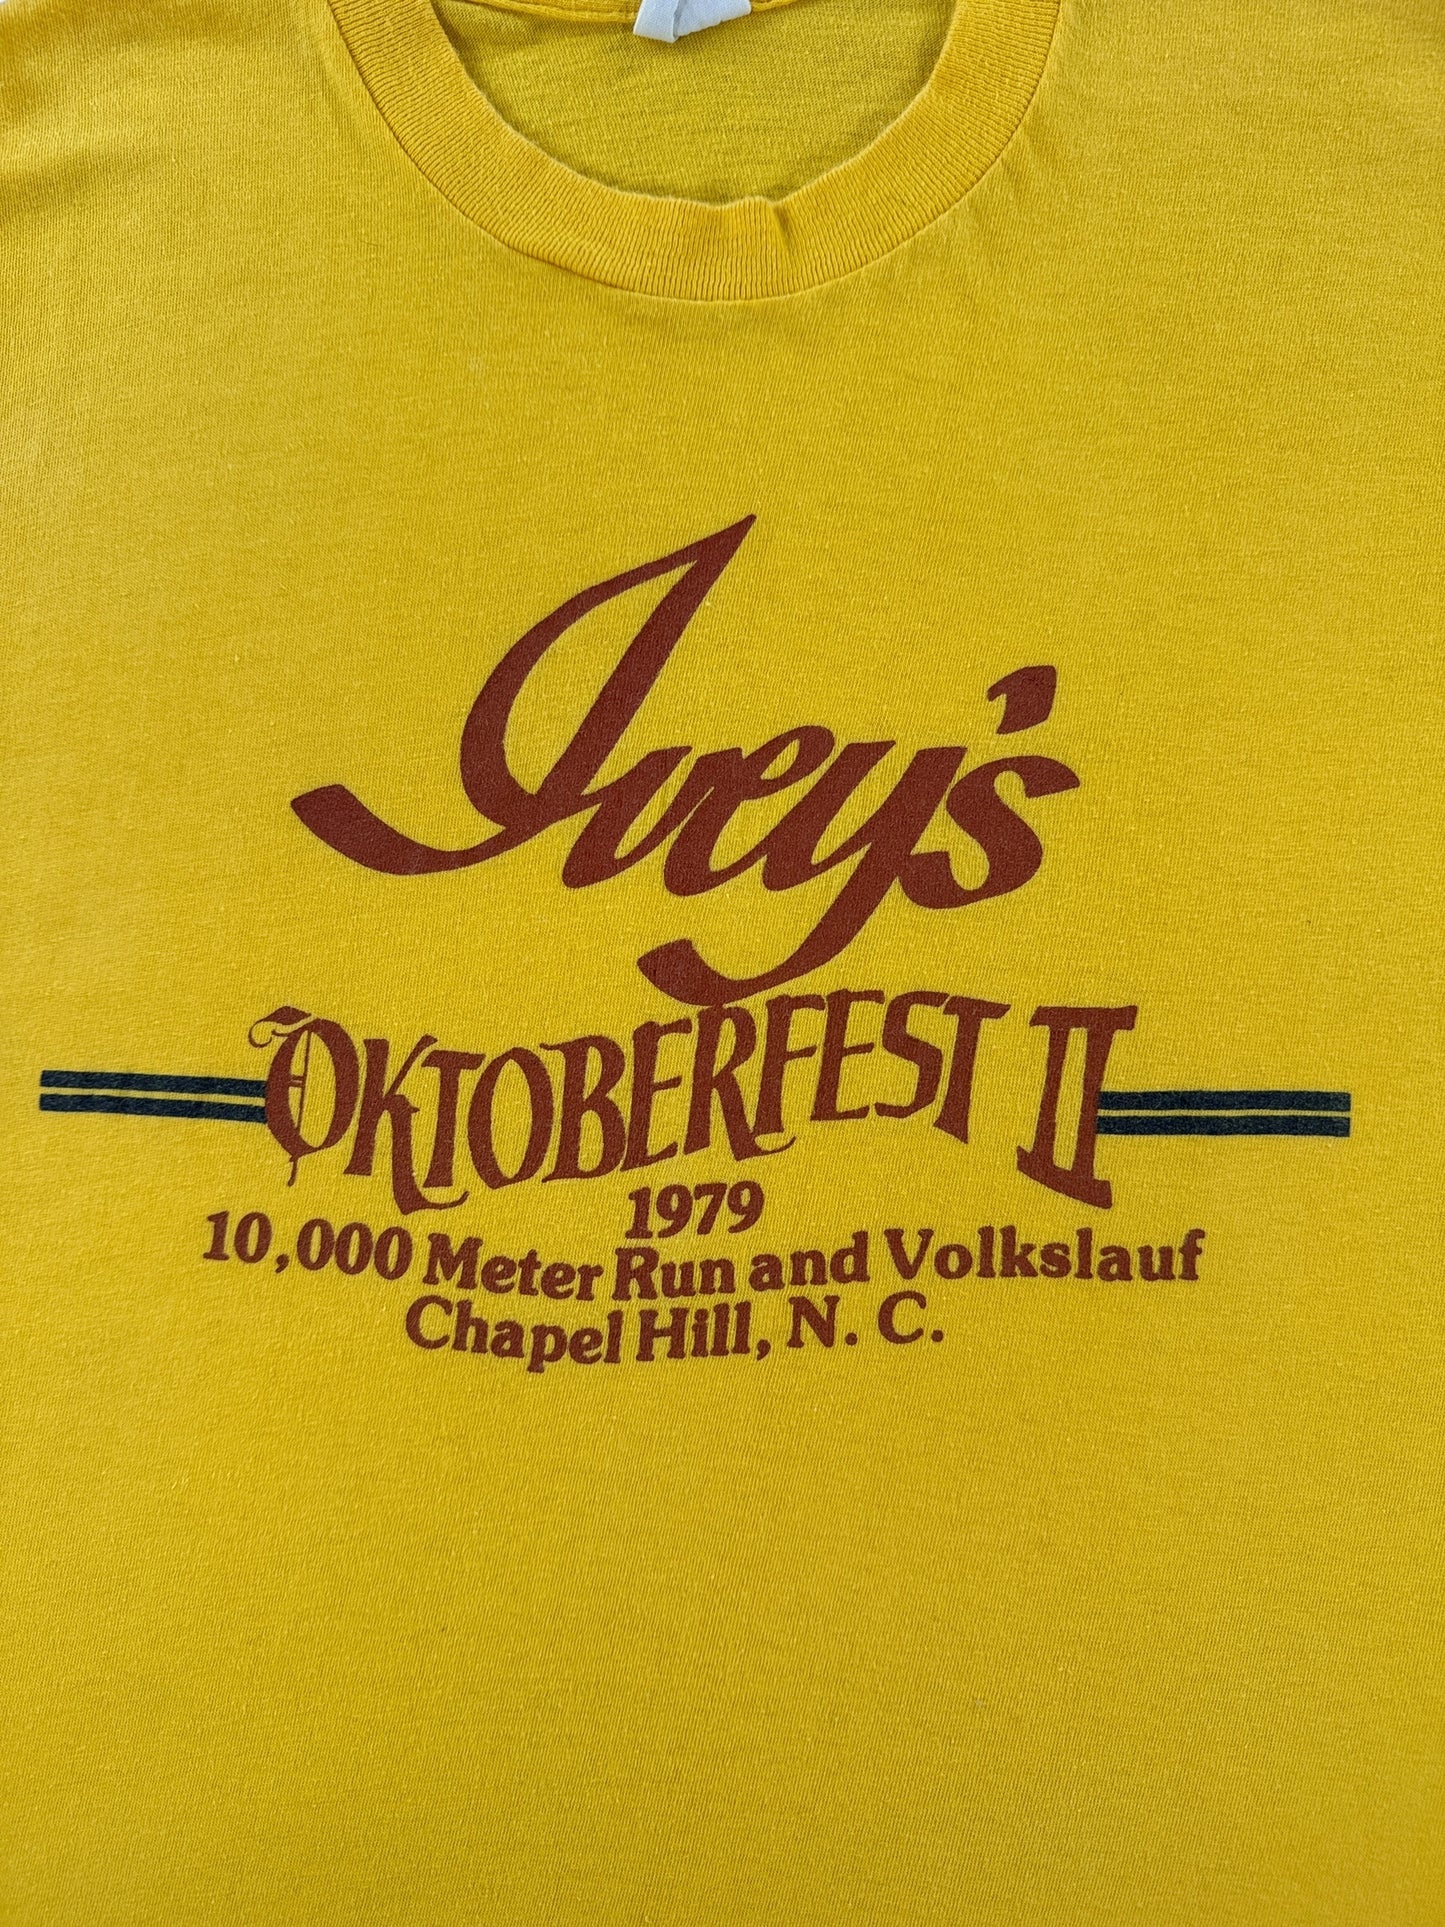 Ivey's
OKTOBERFEST II
1979
10,000 Meter Run and Volkslauf
Chapel Hill, N. C.